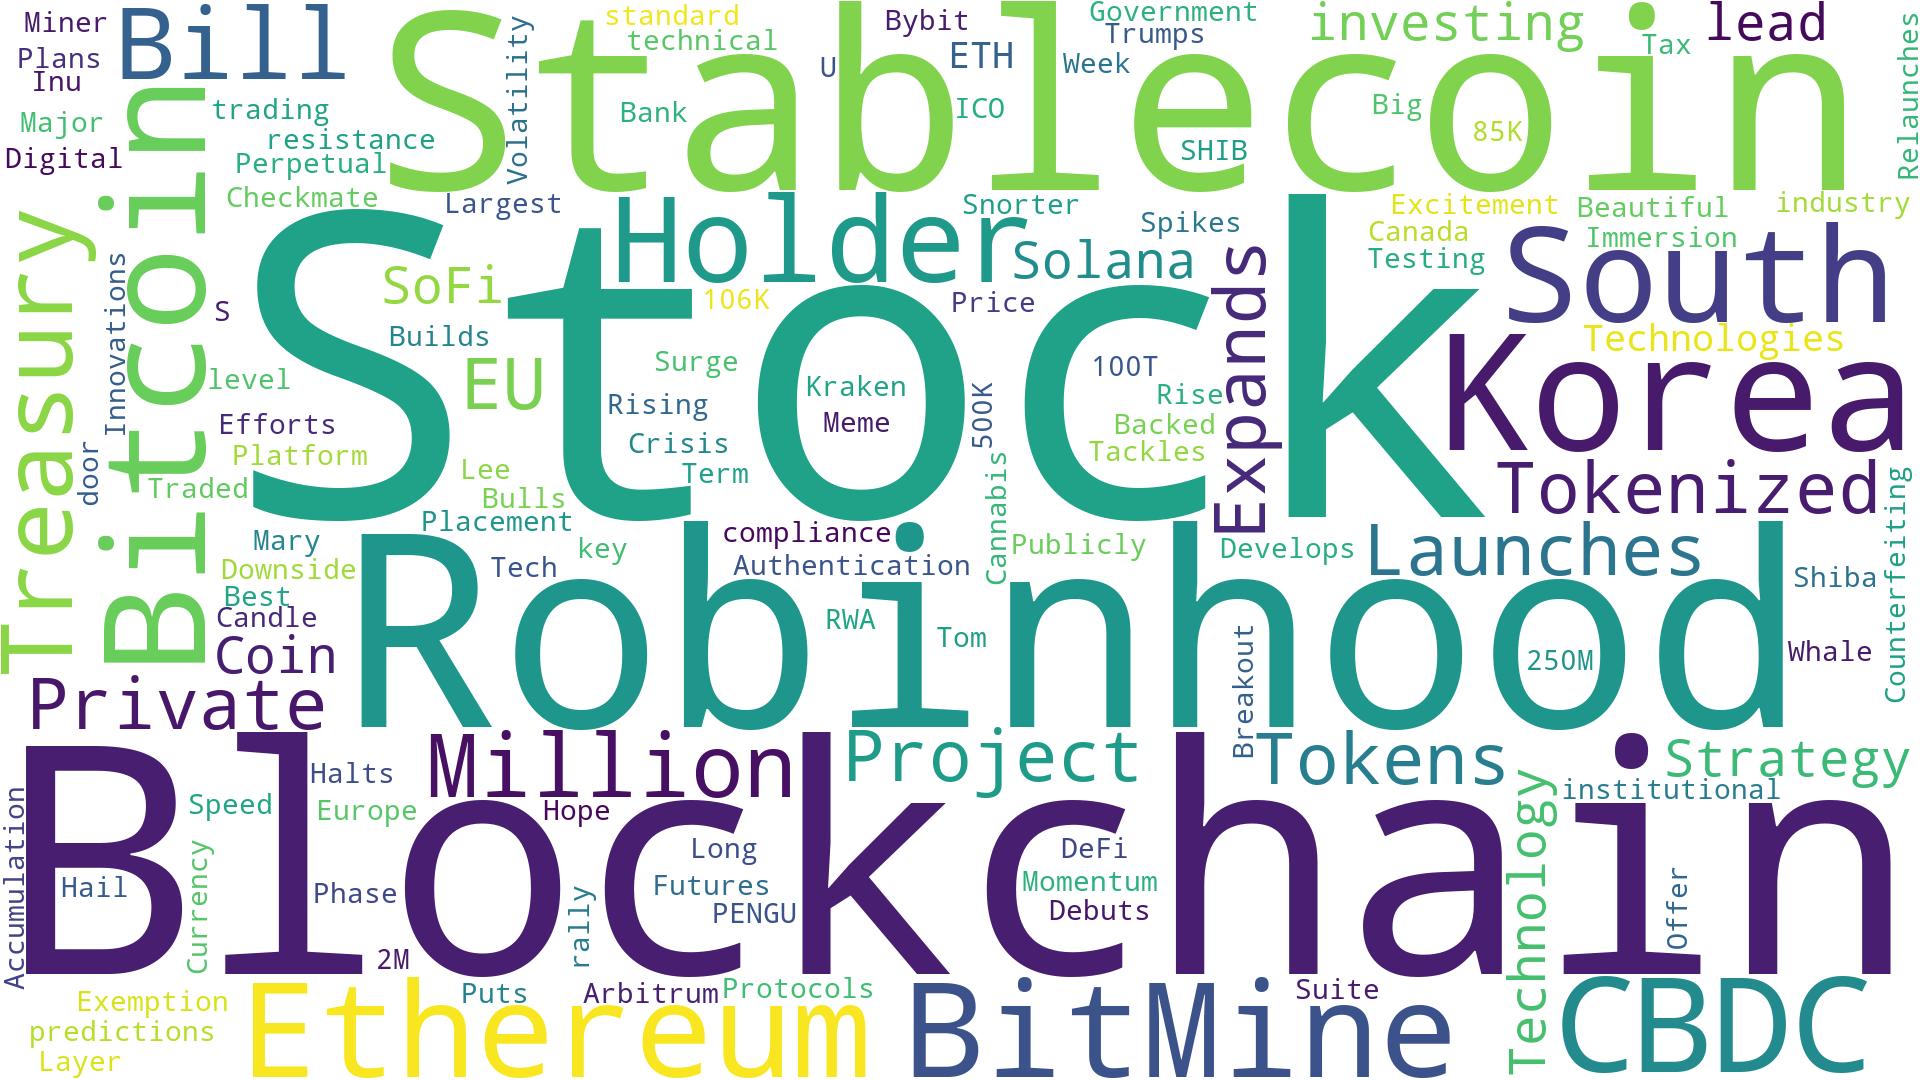 Miner
Plans
Inu
Bill
Major
Digital
trading
resistance
Perpetual
Checkmate
Stablecoin
Volatility
standard
technical
Bank
U
Bybit
ETH
ICO
Government
Trumps
Week
SHIB
investing
Tax
lead
Big
85K
Relaunches
Treasury
Bitcoin
Innovations
door
Largest
Holder
Snorter
Solana
Spikes
Excitement
Canada
Testing
Beautiful
Immersion
industry
South
Technologies
Korea
Tokenized
Stock
S
SoFi
Builds
EU
106K
Price
Surge
Rising
Crisis
Term
Kraken
Meme
500K
100T
Rise
Backed
Tackles
Expands
level
Efforts
Platform
Traded
Lee
Bulls
Placement
Mary
Downside
Best
Candle
Coin
Tech
key
compliance
Authentication
Cannabis
Publicly
Develops
Launches
Shiba
Counterfeiting
Robinhood
RWA
Tom
Breakout
250M
Whale
Private
Million
Project
Tokens
Strategy
institutional
Halts
Speed
Europe
Hope
Blockchain
Accumulation
Hail
Currency
Phase
2M
rally
Long
Futures
PENGU
DeFi
Momentum
Debuts
Technology
Offer
Exemption
predictions
Layer
Ethereum
Puts
Arbitrum
Protocols
BitMine
Suite
CBDC